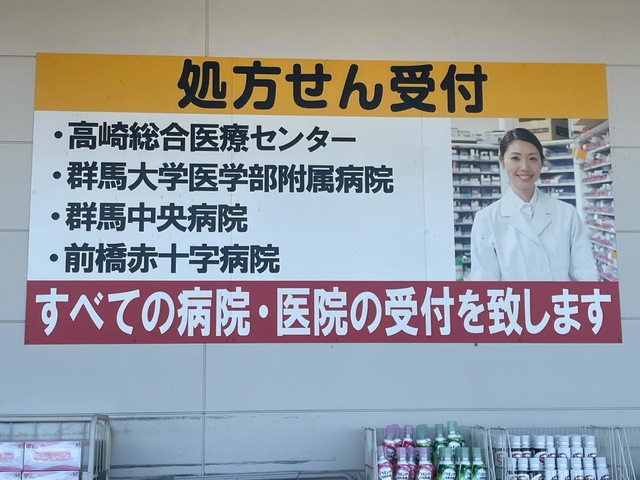 処方せん受付
・高崎総合医療センター
・群馬大学医学部附属病院
・群馬中央病院
・前橋赤十字病院
すべての病院・医院の受付を致します